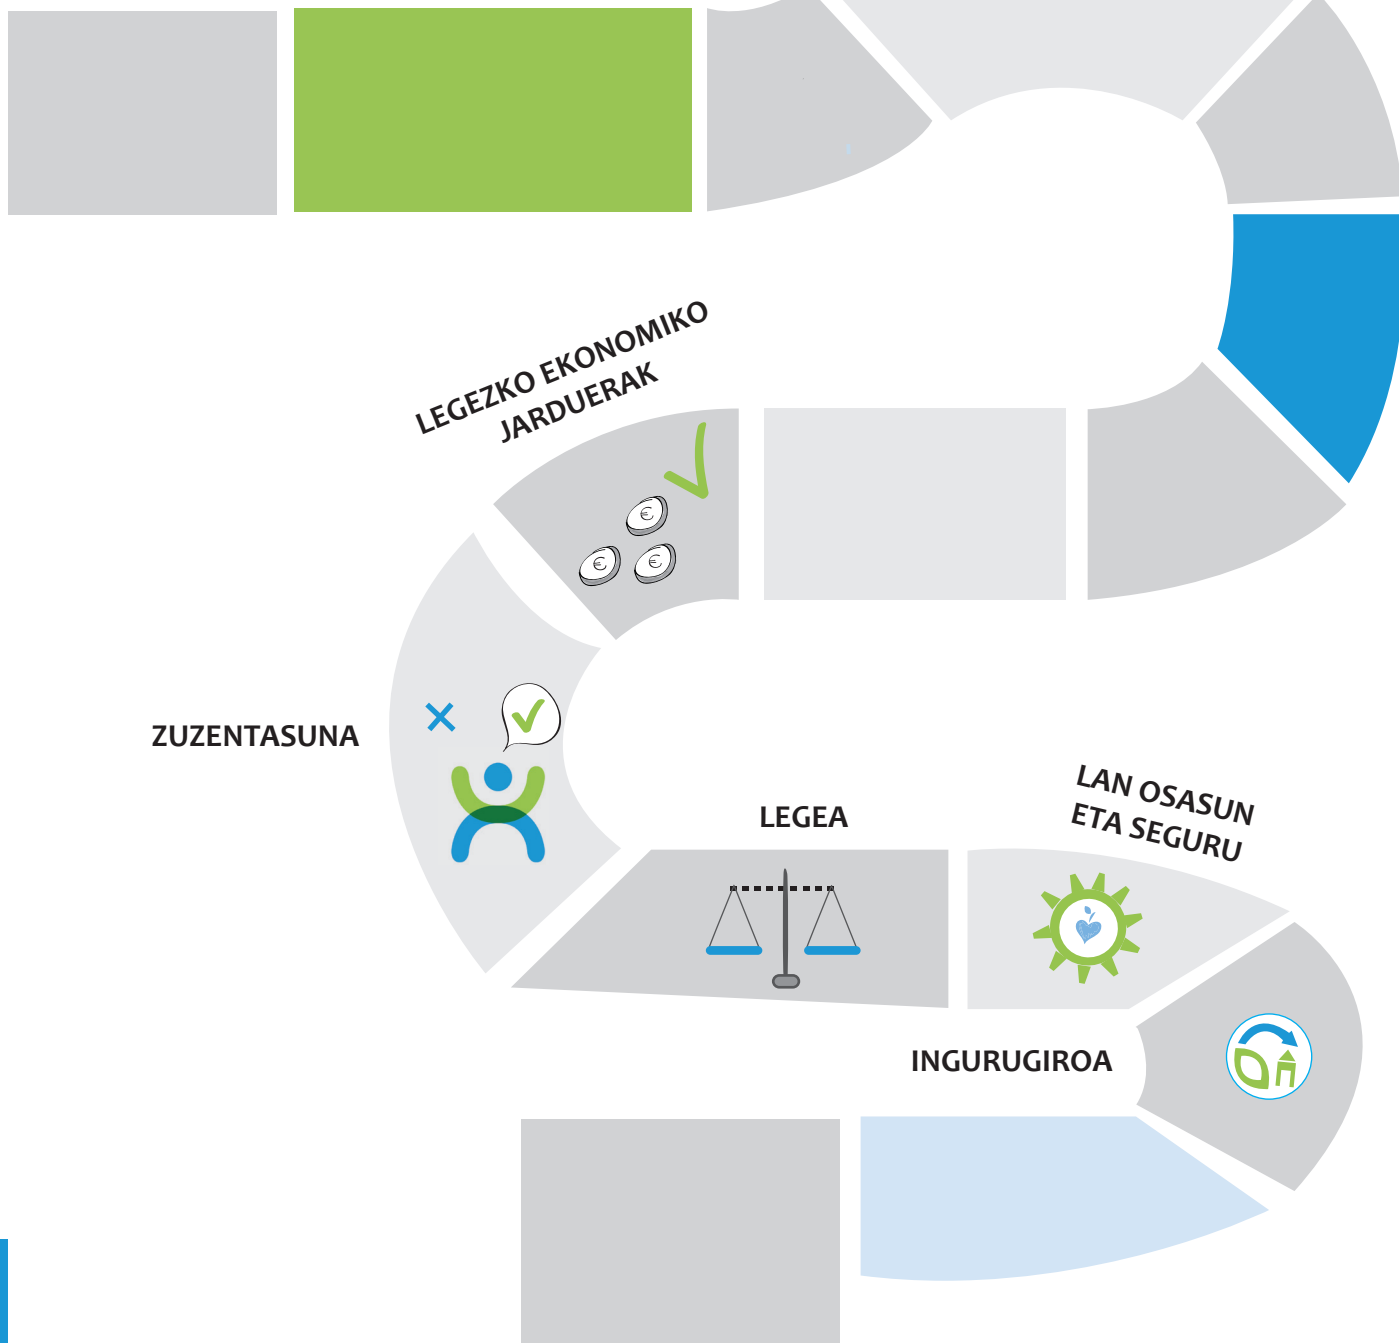 LEGEZKO EKONOMIKO
JARDUERAK
ZUZENTASUNA
LEGEA
LAN OSASUN
ETA SEGURU
INGURUGIROA